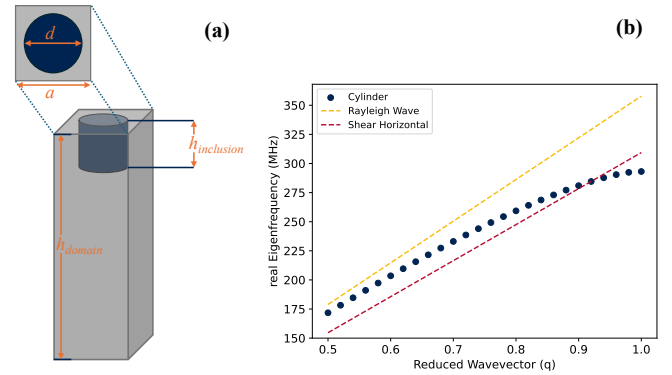 (a)
d
a
h_inclusion
h_domain
(b)
Cylinder
Rayleigh Wave
Shear Horizontal
real Eigenfrequency (MHz)
350
325
300
275
250
225
200
175
150
0.5 0.6 0.7 0.8 0.9 1.0
Reduced Wavevector (q)